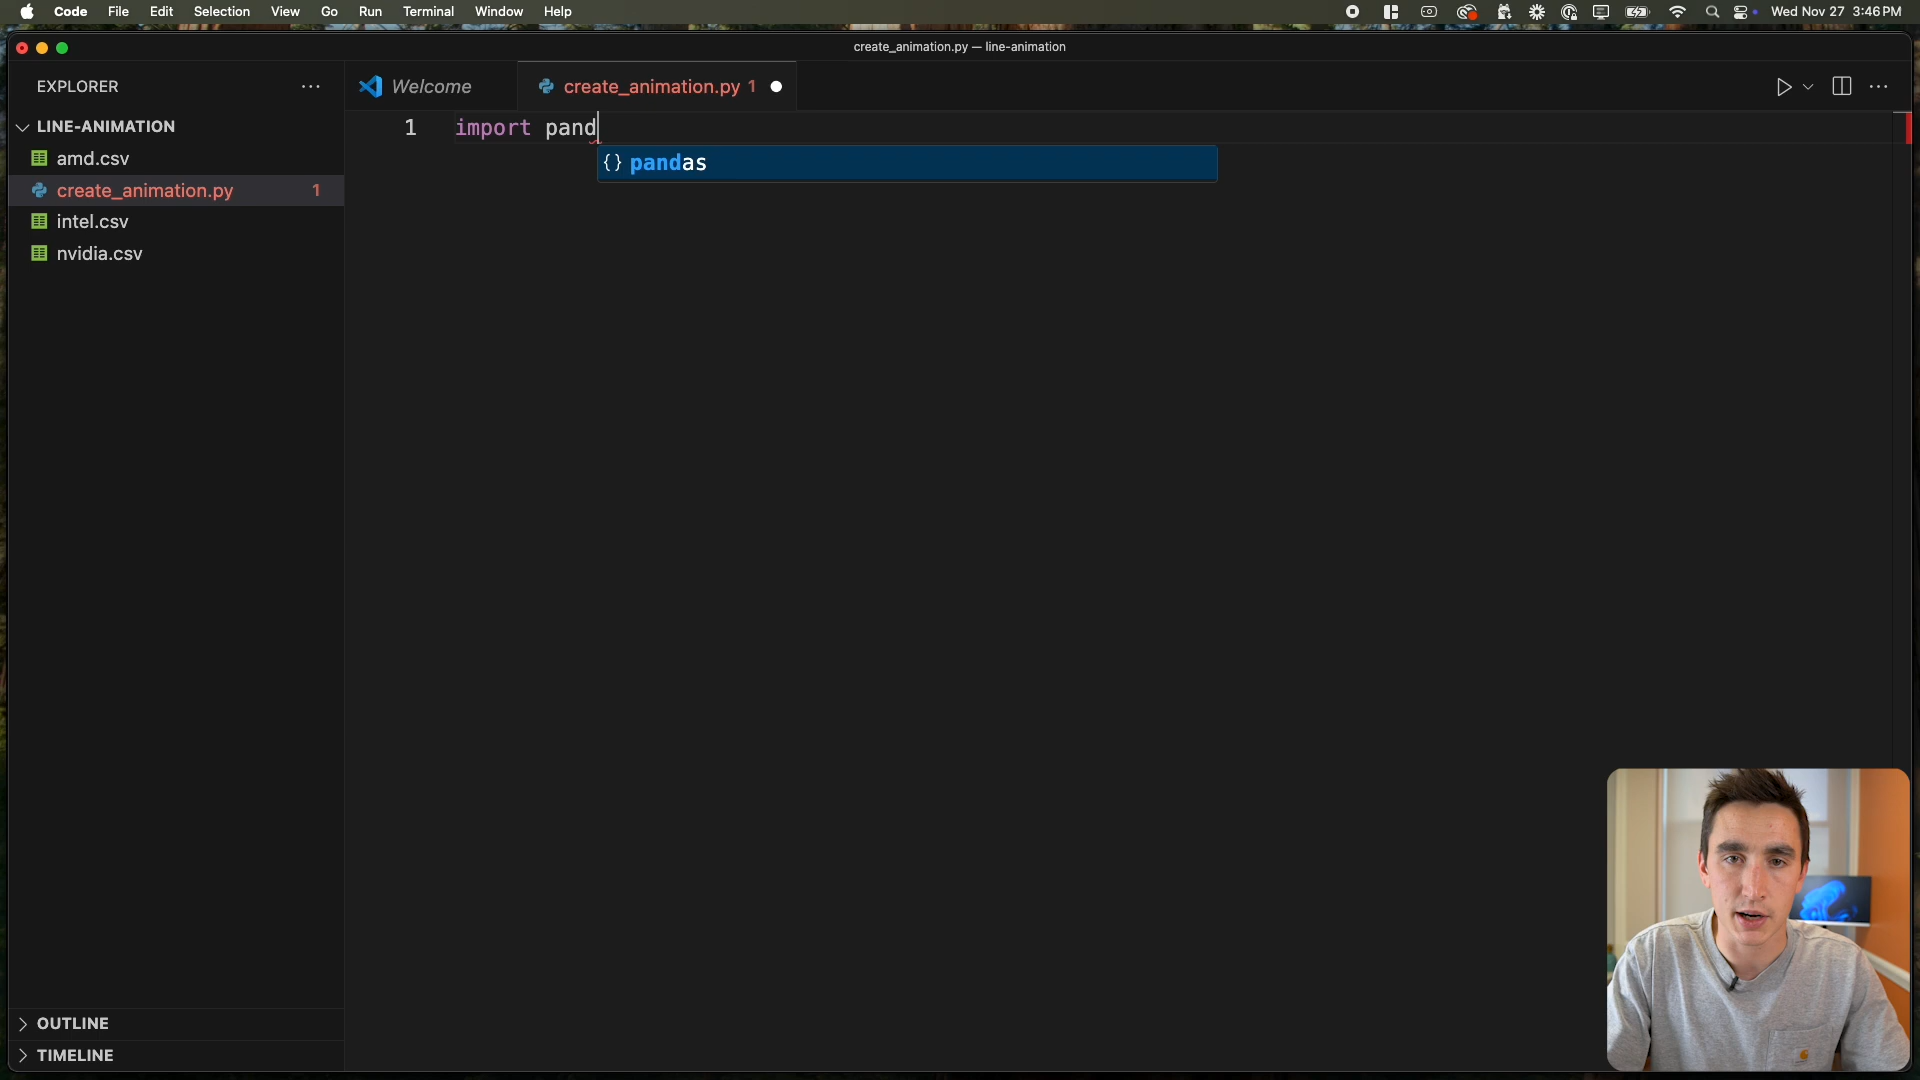 Code File Edit Selection View Go Run Terminal Window Help Wed Nov 27 3:46 PM
create_animation.py — line-animation
EXPLORER
Welcome
create_animation.py 1
LINE-ANIMATION
amd.csv
create_animation.py 1
intel.csv
nvidia.csv
1 import pand
{} pandas
OUTLINE
TIMELINE